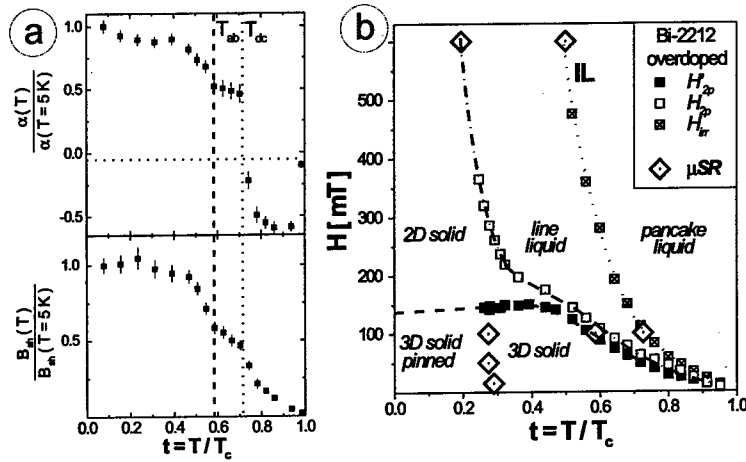 a
T_ab
T_dc
α(T)
α(T=5K)
1.0
0.5
0.0
-0.5
B_sh(T)
B_sh(T=5K)
1.0
0.5
0.0 0.2 0.4 0.6 0.8 1.0
t=T/T_c
b
H [mT]
500
400
300
200
100
IL
Bi-2212
overdoped
H'_2p
H_2p
H_irr
μSR
2D solid
line
liquid
pancake
liquid
3D solid
pinned
3D solid
0.0 0.2 0.4 0.6 0.8 1.0
t=T/T_c